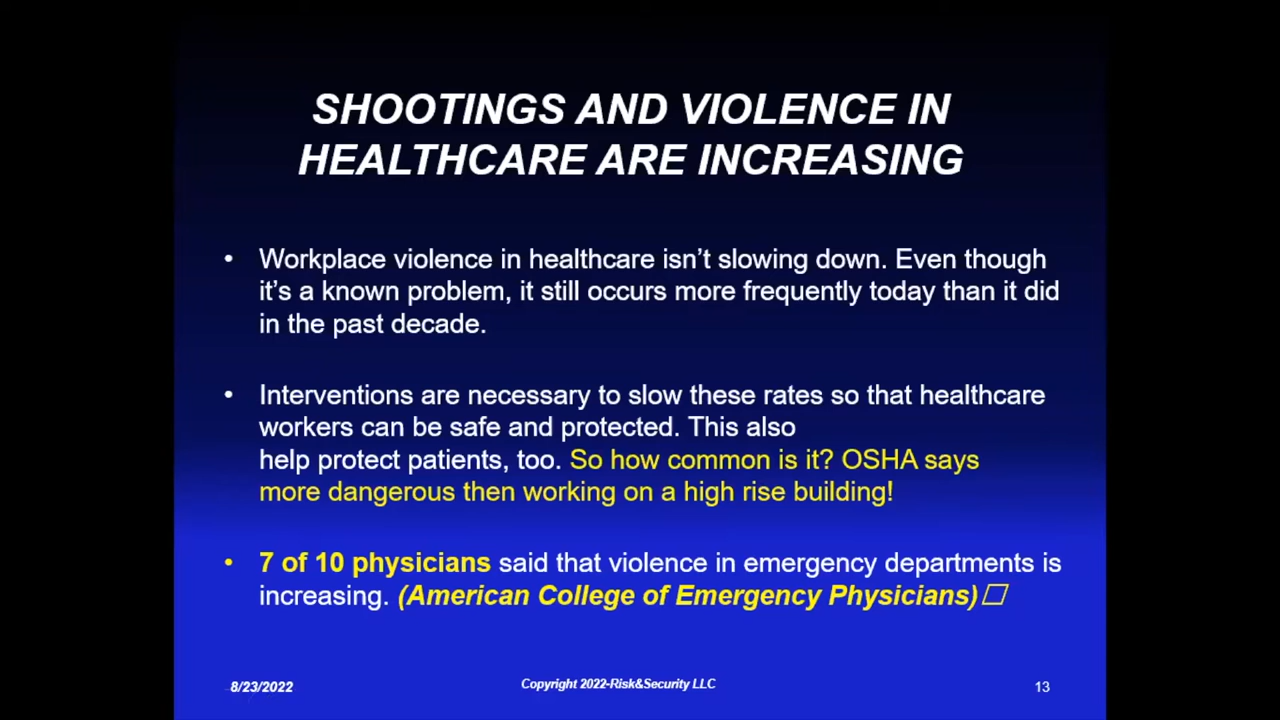 SHOOTINGS AND VIOLENCE IN
HEALTHCARE ARE INCREASING
• Workplace violence in healthcare isn't slowing down. Even though
it's a known problem, it still occurs more frequently today than it did
in the past decade.
• Interventions are necessary to slow these rates so that healthcare
workers can be safe and protected. This also
help protect patients, too. So how common is it? OSHA says
more dangerous then working on a high rise building!
• 7 of 10 physicians said that violence in emergency departments is
increasing. (American College of Emergency Physicians)□
8/23/2022
Copyright 2022-Risk&Security LLC
13